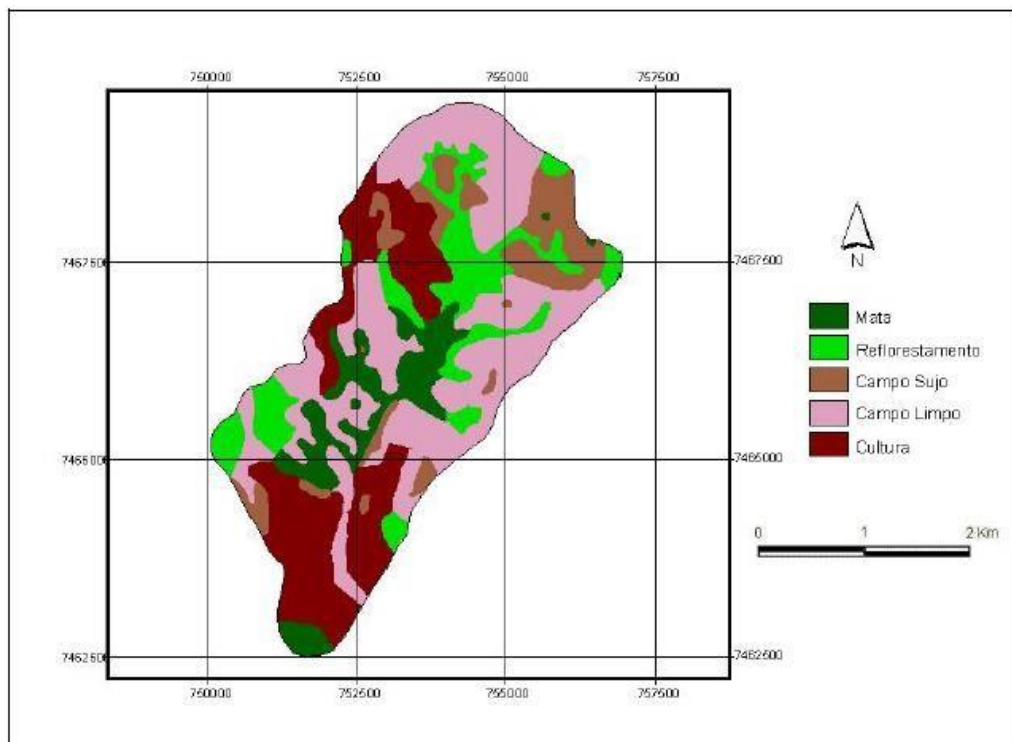 750000 752500 755000 757500
7467500 7467500
N
Mata
Reflorestamento
Campo Sujo
Campo Limpo
Cultura
7465000 7465000
0 1 2 Km
7462500 7462500
750000 752500 755000 757500